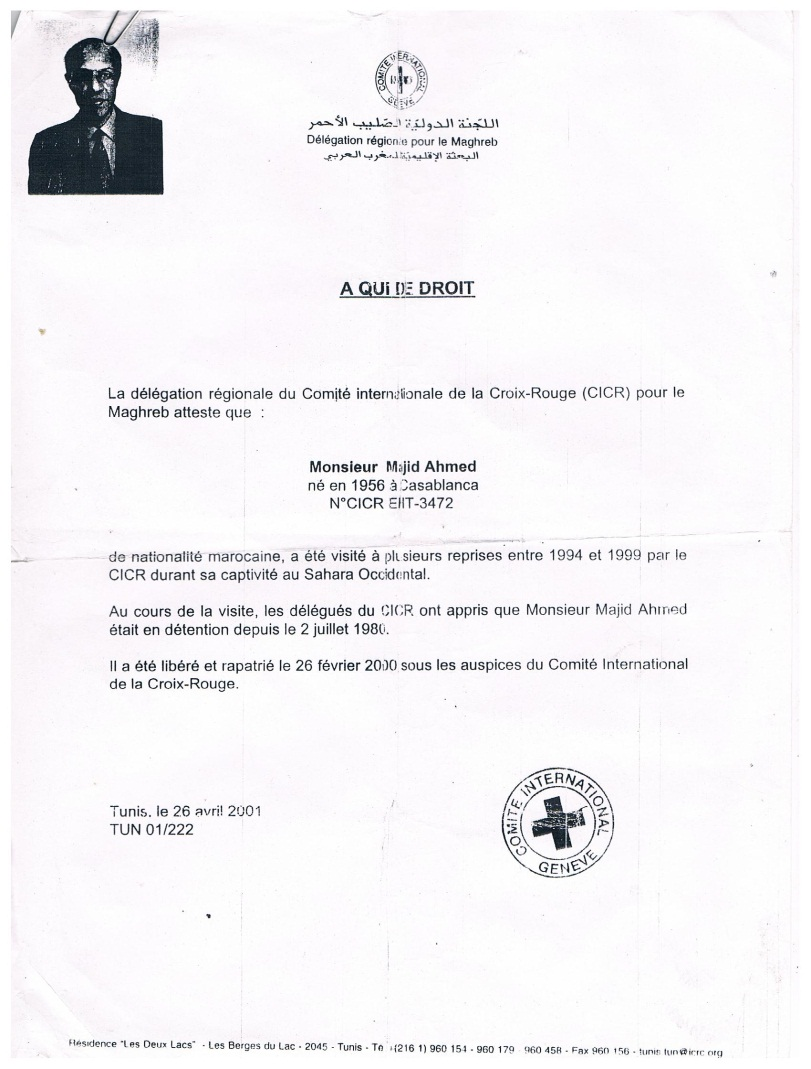 COMITE INTERNATIONAL
GENEVE
اللجنة الدولية للصليب الأحمر
Délégation régionale pour le Maghreb
البعثة الإقليمية للمغرب العربي
A QUI DE DROIT
La délégation régionale du Comité internationale de la Croix-Rouge (CICR) pour le
Maghreb atteste que :
Monsieur Majid Ahmed
né en 1956 à Casablanca
N°CICR
de nationalité marocaine, a été visité à plusieurs reprises entre 1994 et 1999 par le
CICR durant sa captivité au Sahara Occidental.
Au cours de la visite, les délégués du CICR ont appris que Monsieur Majid Ahmed
était en détention depuis le 2 juillet 1980.
Il a été libéré et rapatrié le 26 février 2000 sous les auspices du Comité International
de la Croix-Rouge.
Tunis, le 26 avril 2001
TUN 01/222
COMITE INTERNATIONAL
GENEVE
Résidence "Les Deux Lacs" - Les Berges du Lac - 2045 - Tunis - (216 1) 960 154 - 960 179 - 960 458 - Fax 960 156 - tunis.tun@icrc.org